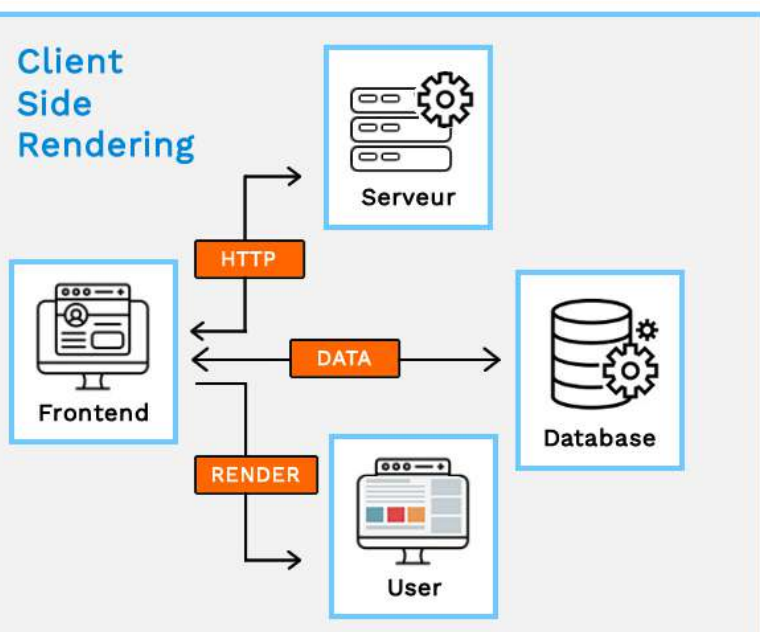 Client
Side
Rendering
Serveur
HTTP
DATA
Frontend
Database
RENDER
User